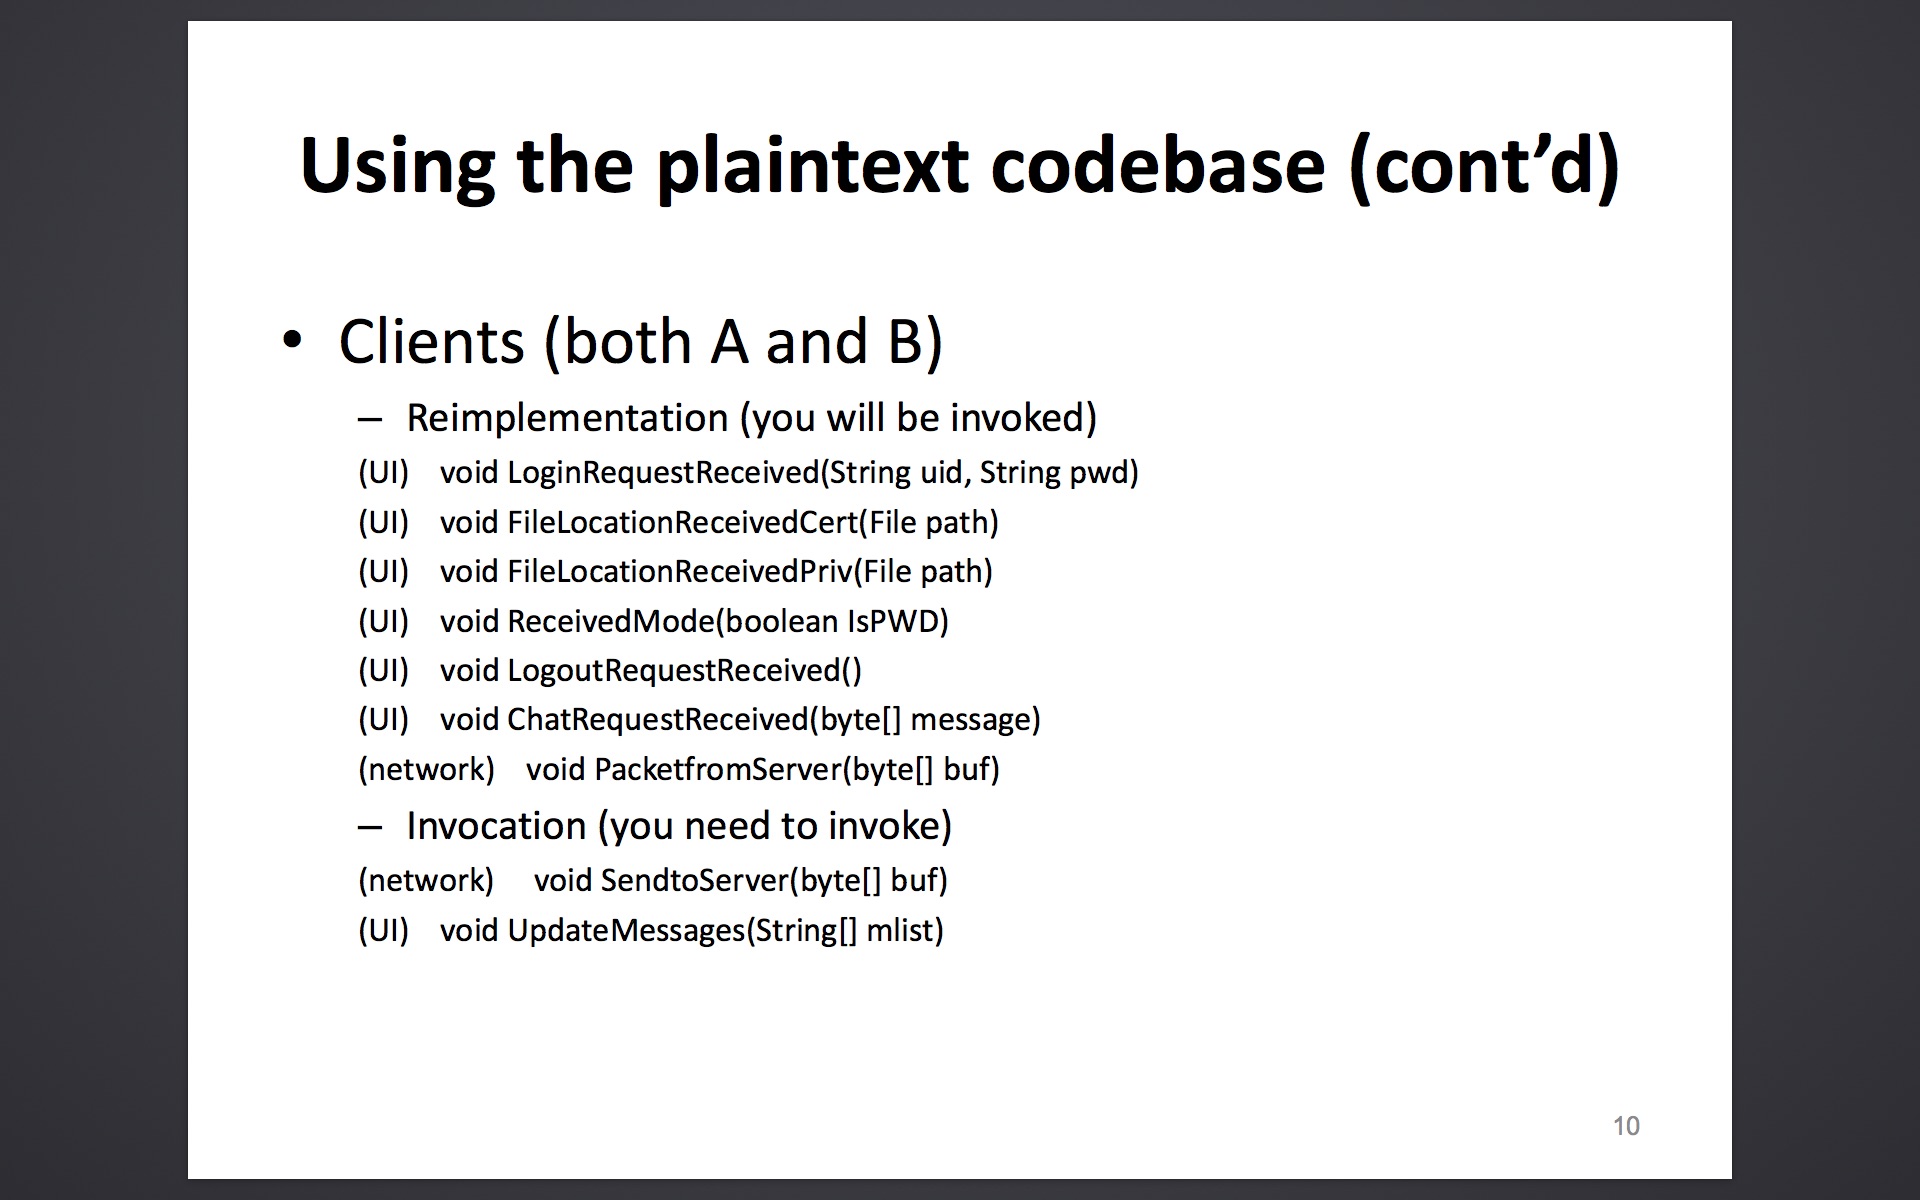 Using the plaintext codebase (cont’d)
• Clients (both A and B)
– Reimplementation (you will be invoked)
(UI) void LoginRequestReceived(String uid, String pwd)
(UI) void FileLocationReceivedCert(File path)
(UI) void FileLocationReceivedPriv(File path)
(UI) void ReceivedMode(boolean IsPWD)
(UI) void LogoutRequestReceived()
(UI) void ChatRequestReceived(byte[] message)
(network) void PacketfromServer(byte[] buf)
– Invocation (you need to invoke)
(network) void SendtoServer(byte[] buf)
(UI) void UpdateMessages(String[] mlist)
10